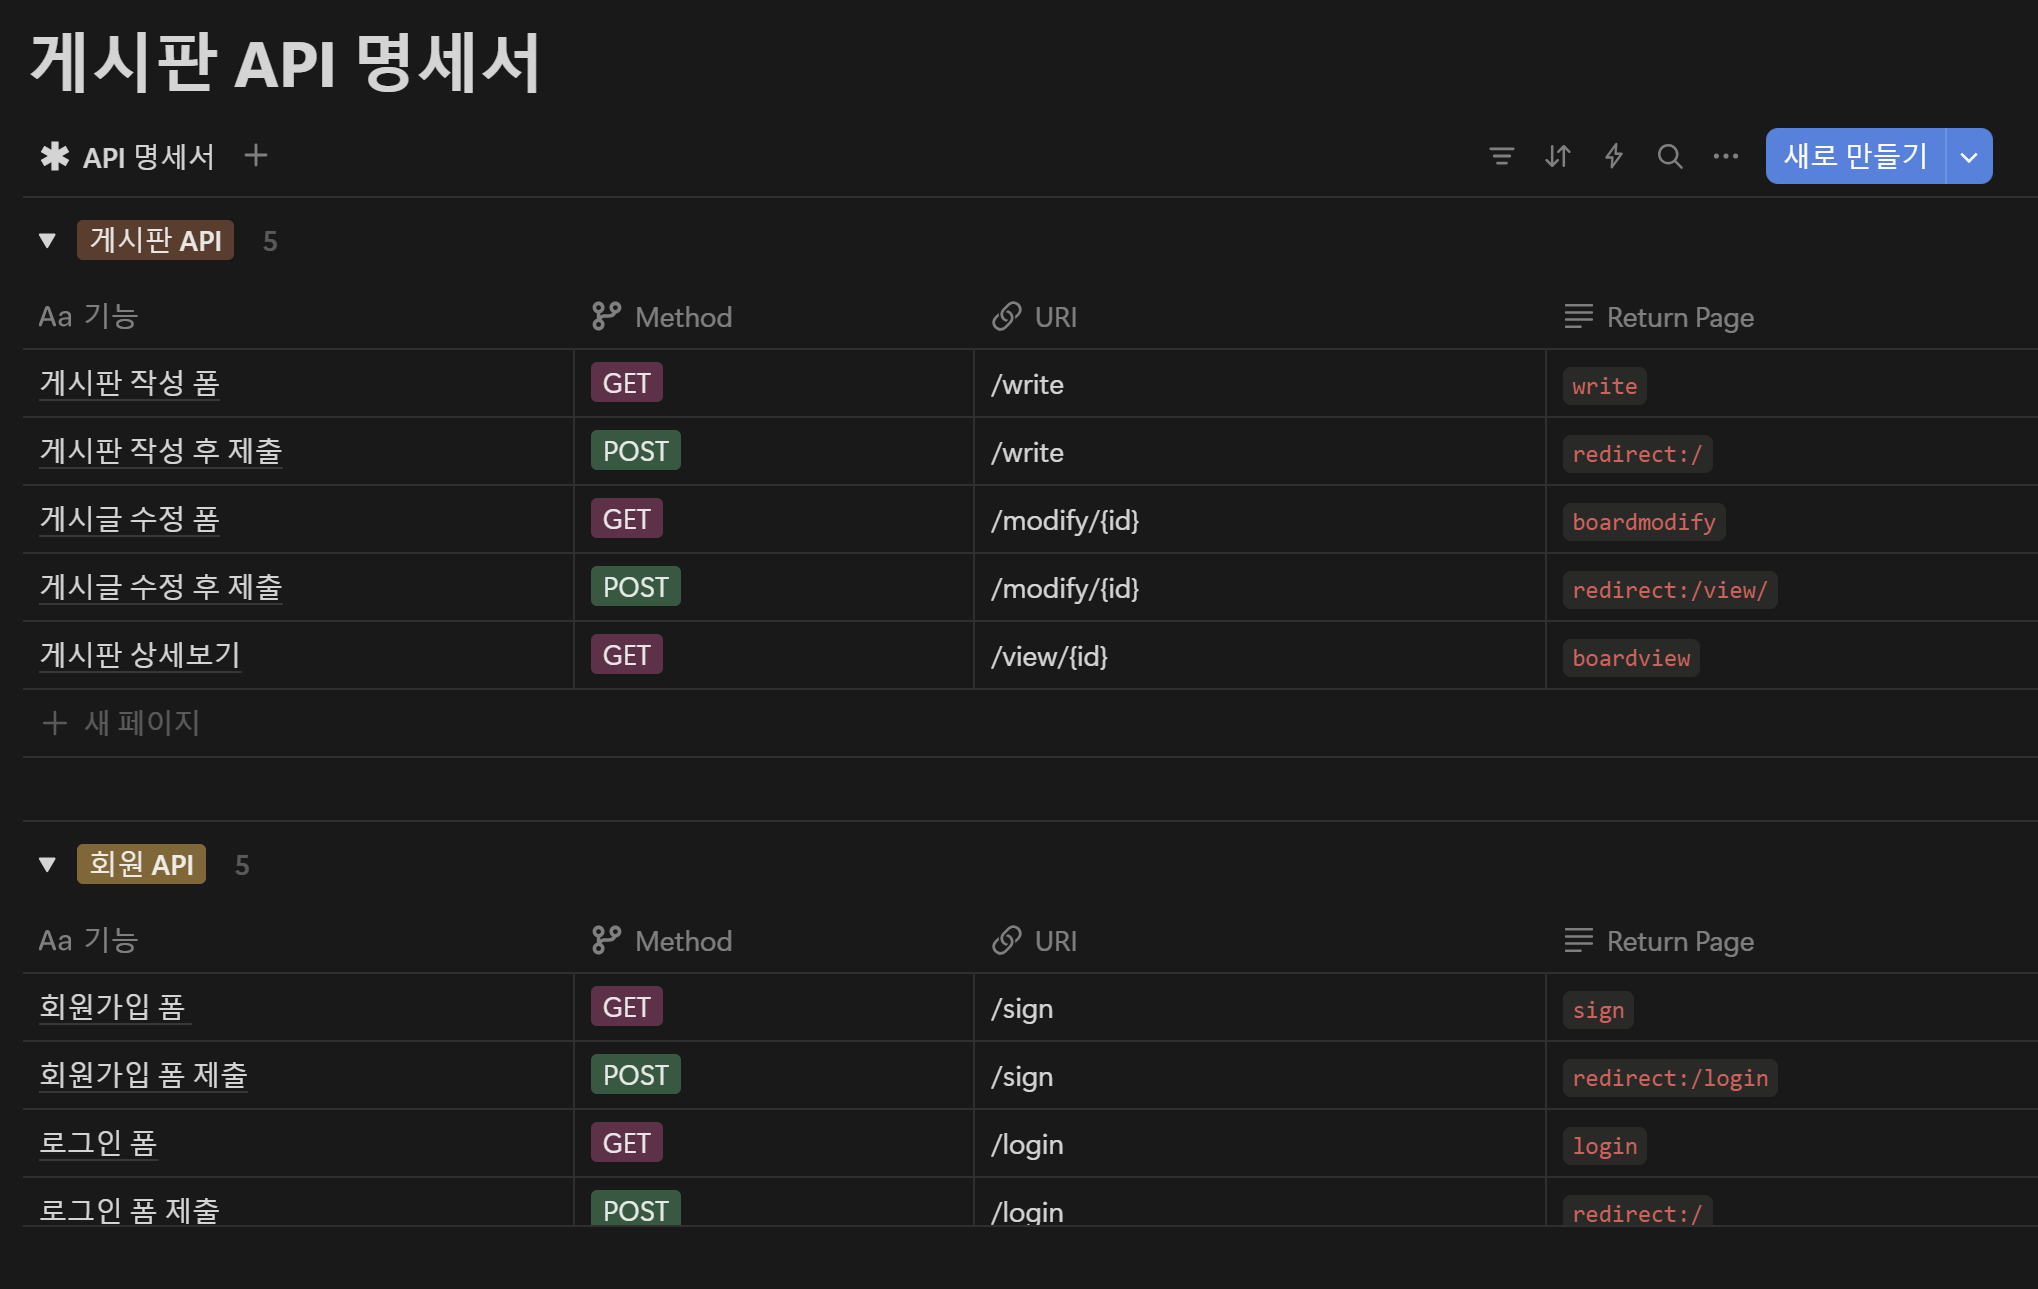 게시판 API 명세서
API 명세서
새로 만들기
게시판 API 5
Aa 기능 Method URI Return Page
게시판 작성 폼 GET /write write
게시판 작성 후 제출 POST /write redirect:/
게시글 수정 폼 GET /modify/{id} boardmodify
게시글 수정 후 제출 POST /modify/{id} redirect:/view/
게시판 상세보기 GET /view/{id} boardview
새 페이지
회원 API 5
Aa 기능 Method URI Return Page
회원가입 폼 GET /sign sign
회원가입 폼 제출 POST /sign redirect:/login
로그인 폼 GET /login login
로그인 폼 제출 POST /login redirect:/